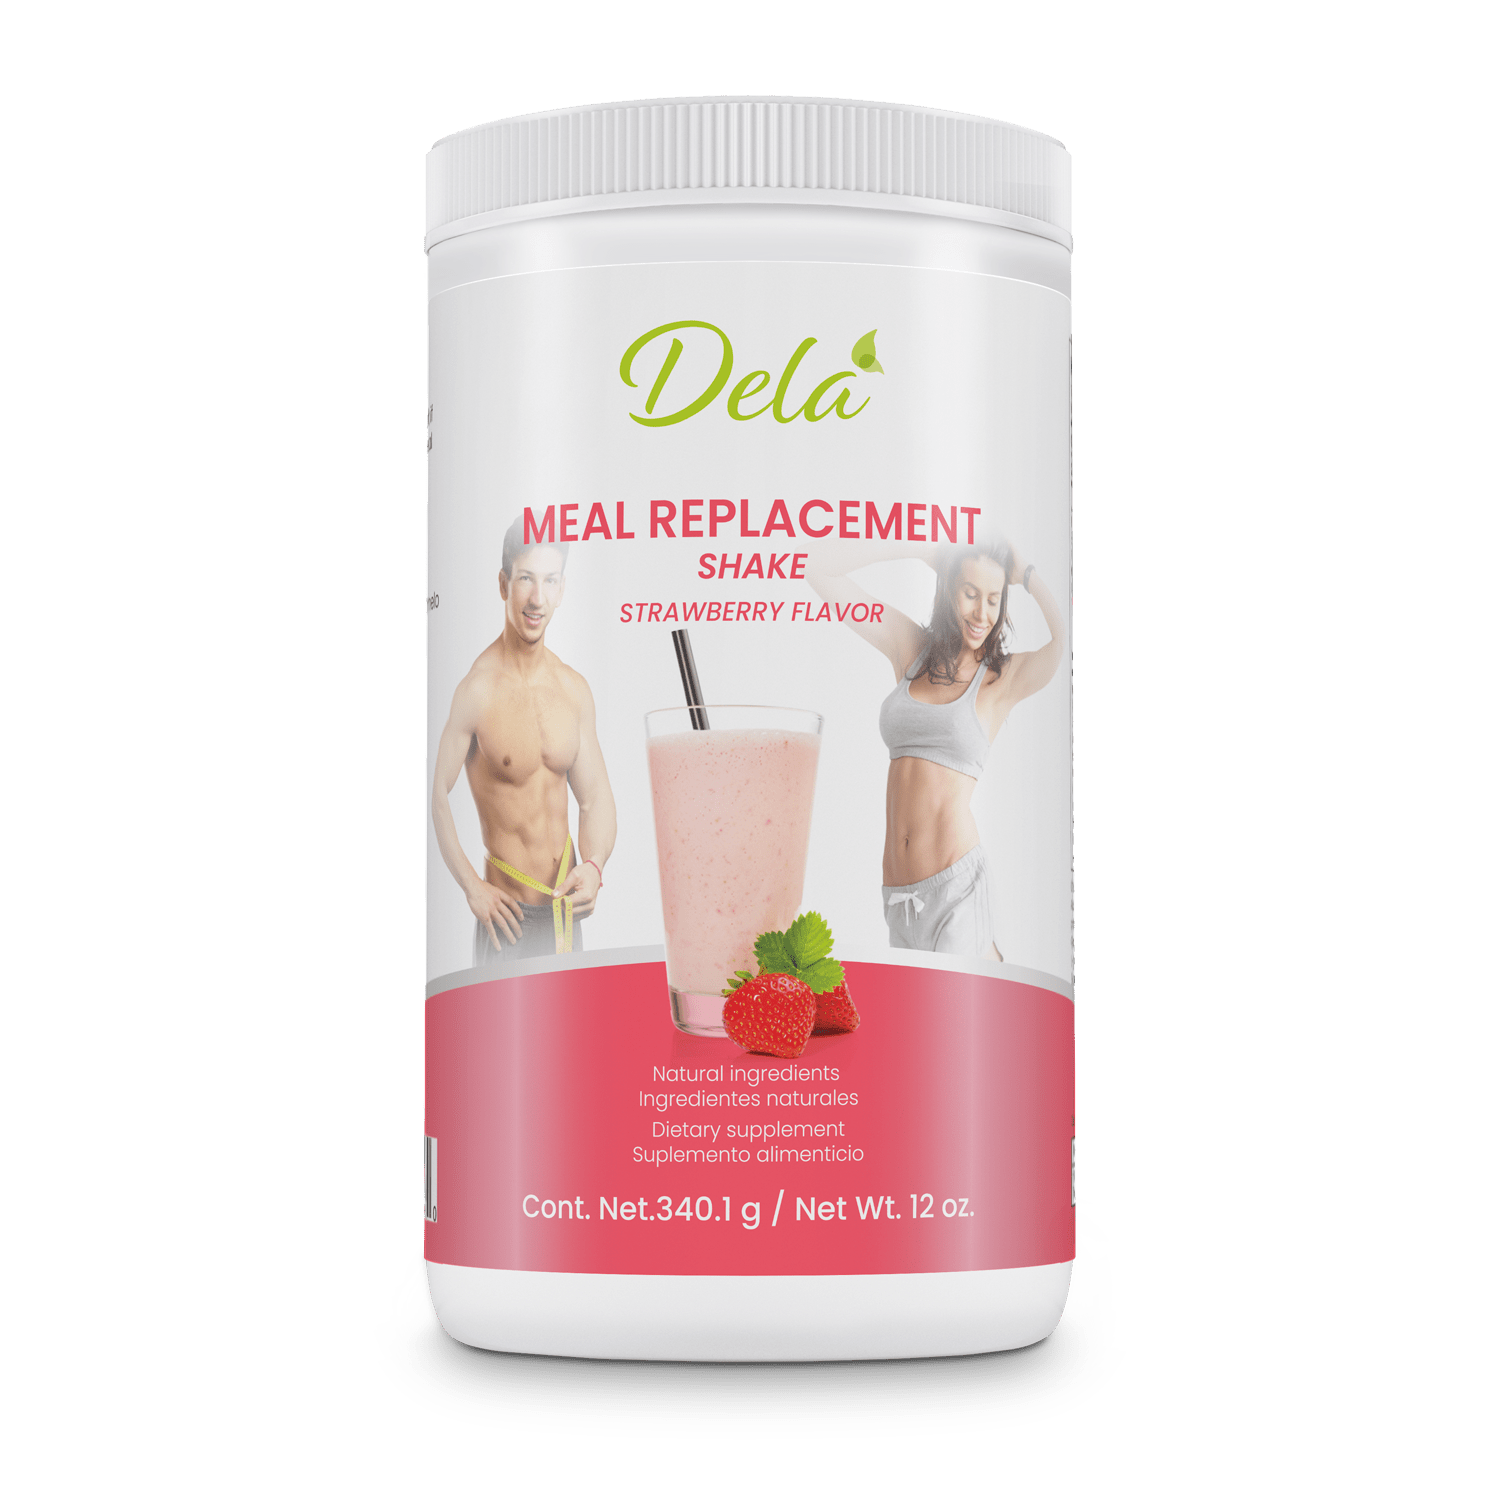 Dela
MEAL REPLACEMENT
SHAKE
STRAWBERRY FLAVOR
Natural ingredients
Ingredientes naturales
Dietary supplement
Suplemento alimenticio
Cont. Net.340.1 g / Net Wt. 12 oz.